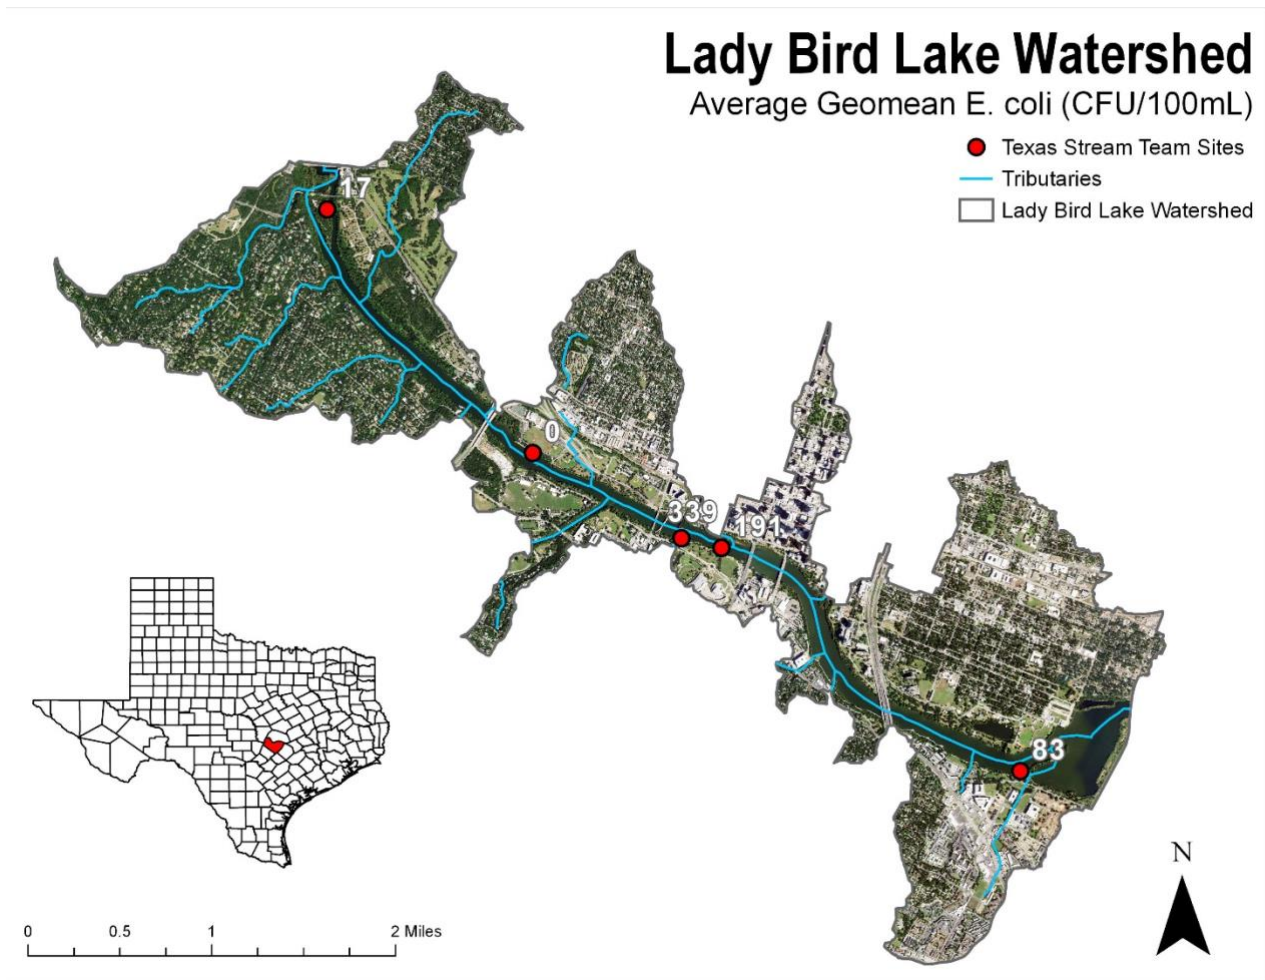 Lady Bird Lake Watershed
Average Geomean E. coli (CFU/100mL)
Texas Stream Team Sites
Tributaries
Lady Bird Lake Watershed
17
0
339
191
83
N
0 0.5 1 2 Miles